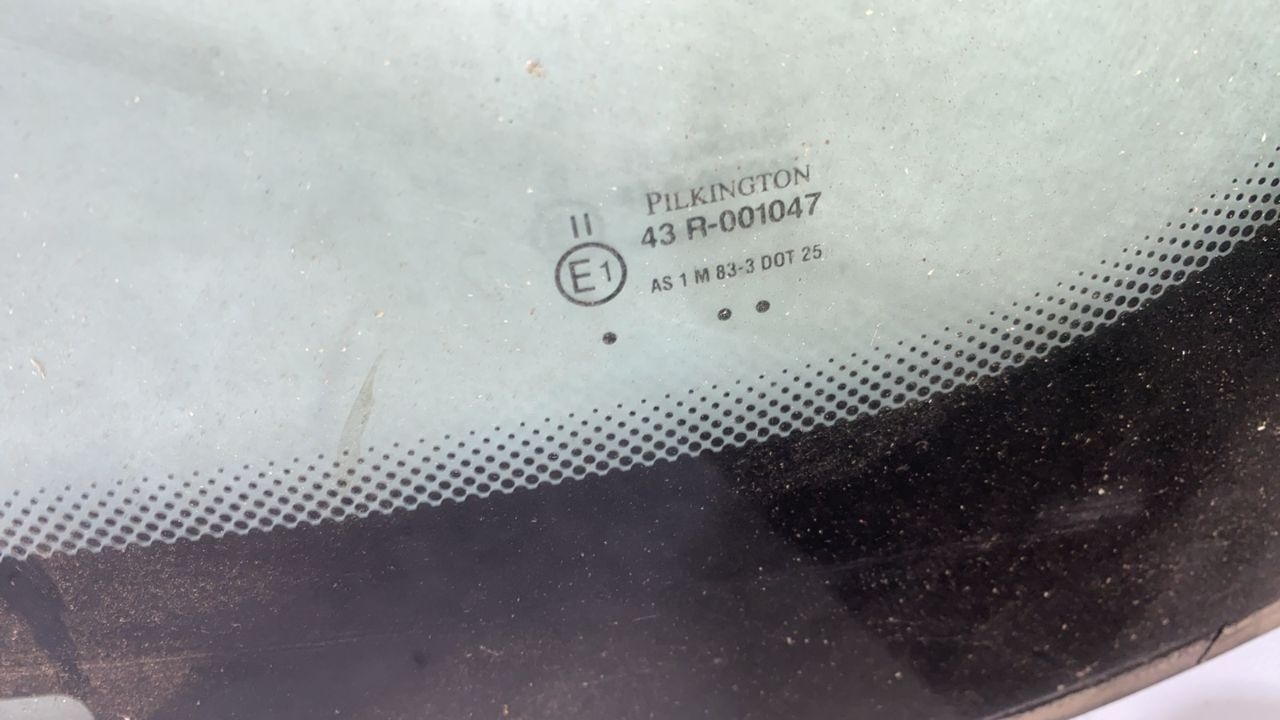 PILKINGTON
II
43 R-001047
E1
AS 1 M 83-3 DOT 25